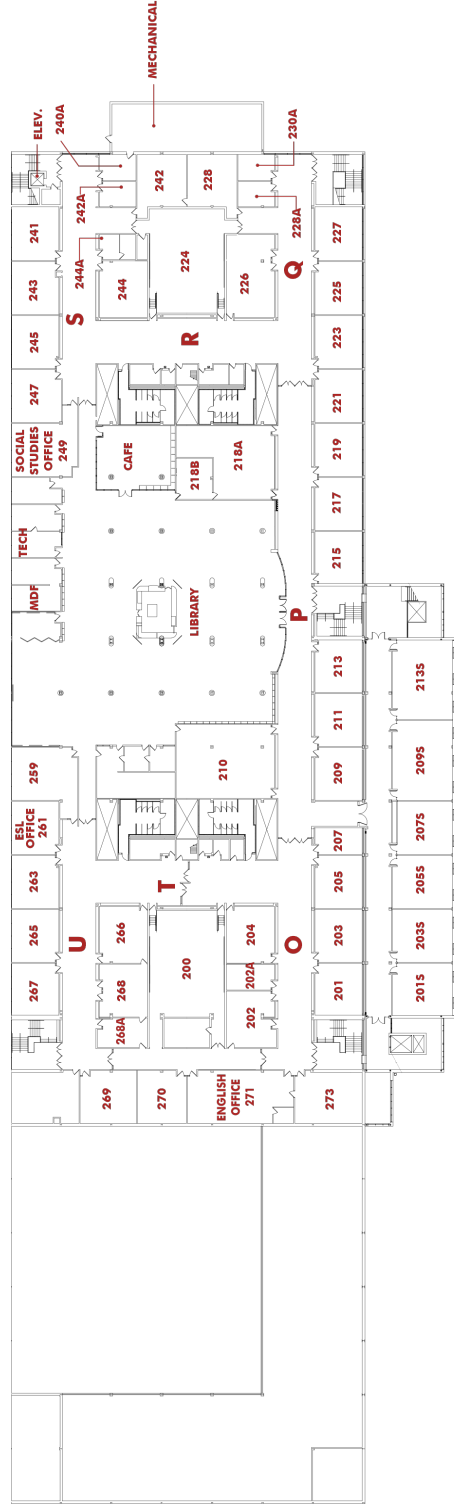 MECHANICAL
ELEV.
240A
230A
242A
242
228
228A
241
244A
244
224
226
227
243
S
R
Q
225
245
223
247
221
SOCIAL
STUDIES
OFFICE
249
CAFE
218B
218A
219
217
TECH
215
MDF
LIBRARY
P
213
213S
211
259
210
209
209S
ESL
OFFICE
261
207
207S
263
T
205
205S
265
U
266
200
204
O
203
203S
267
268
202A
201
201S
268A
202
269
270
ENGLISH
OFFICE
271
273